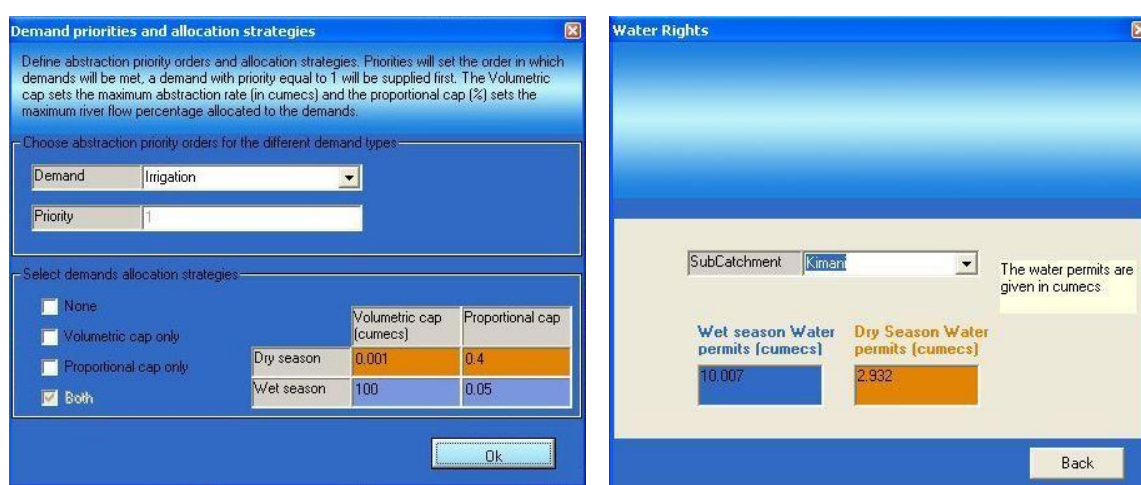 Demand priorities and allocation strategies
Define abstraction priority orders and allocation strategies. Priorities will set the order in which
demands will be met, a demand with priority equal to 1 will be supplied first. The Volumetric
cap sets the maximum abstraction rate (in cumecs) and the proportional cap (%) sets the
maximum river flow percentage allocated to the demands.
Choose abstraction priority orders for the different demand types
Demand Irrigation
Priority 1
Select demands allocation strategies
None
Volumetric cap only
Proportional cap only
Both
Volumetric cap
(cumecs)
Proportional cap
Dry season 0.001 0.4
Wet season 100 0.05
Ok
Water Rights
SubCatchment Kimani
The water permits are
given in cumecs
Wet season Water
permits (cumecs)
10.007
Dry Season Water
permits (cumecs)
2.932
Back